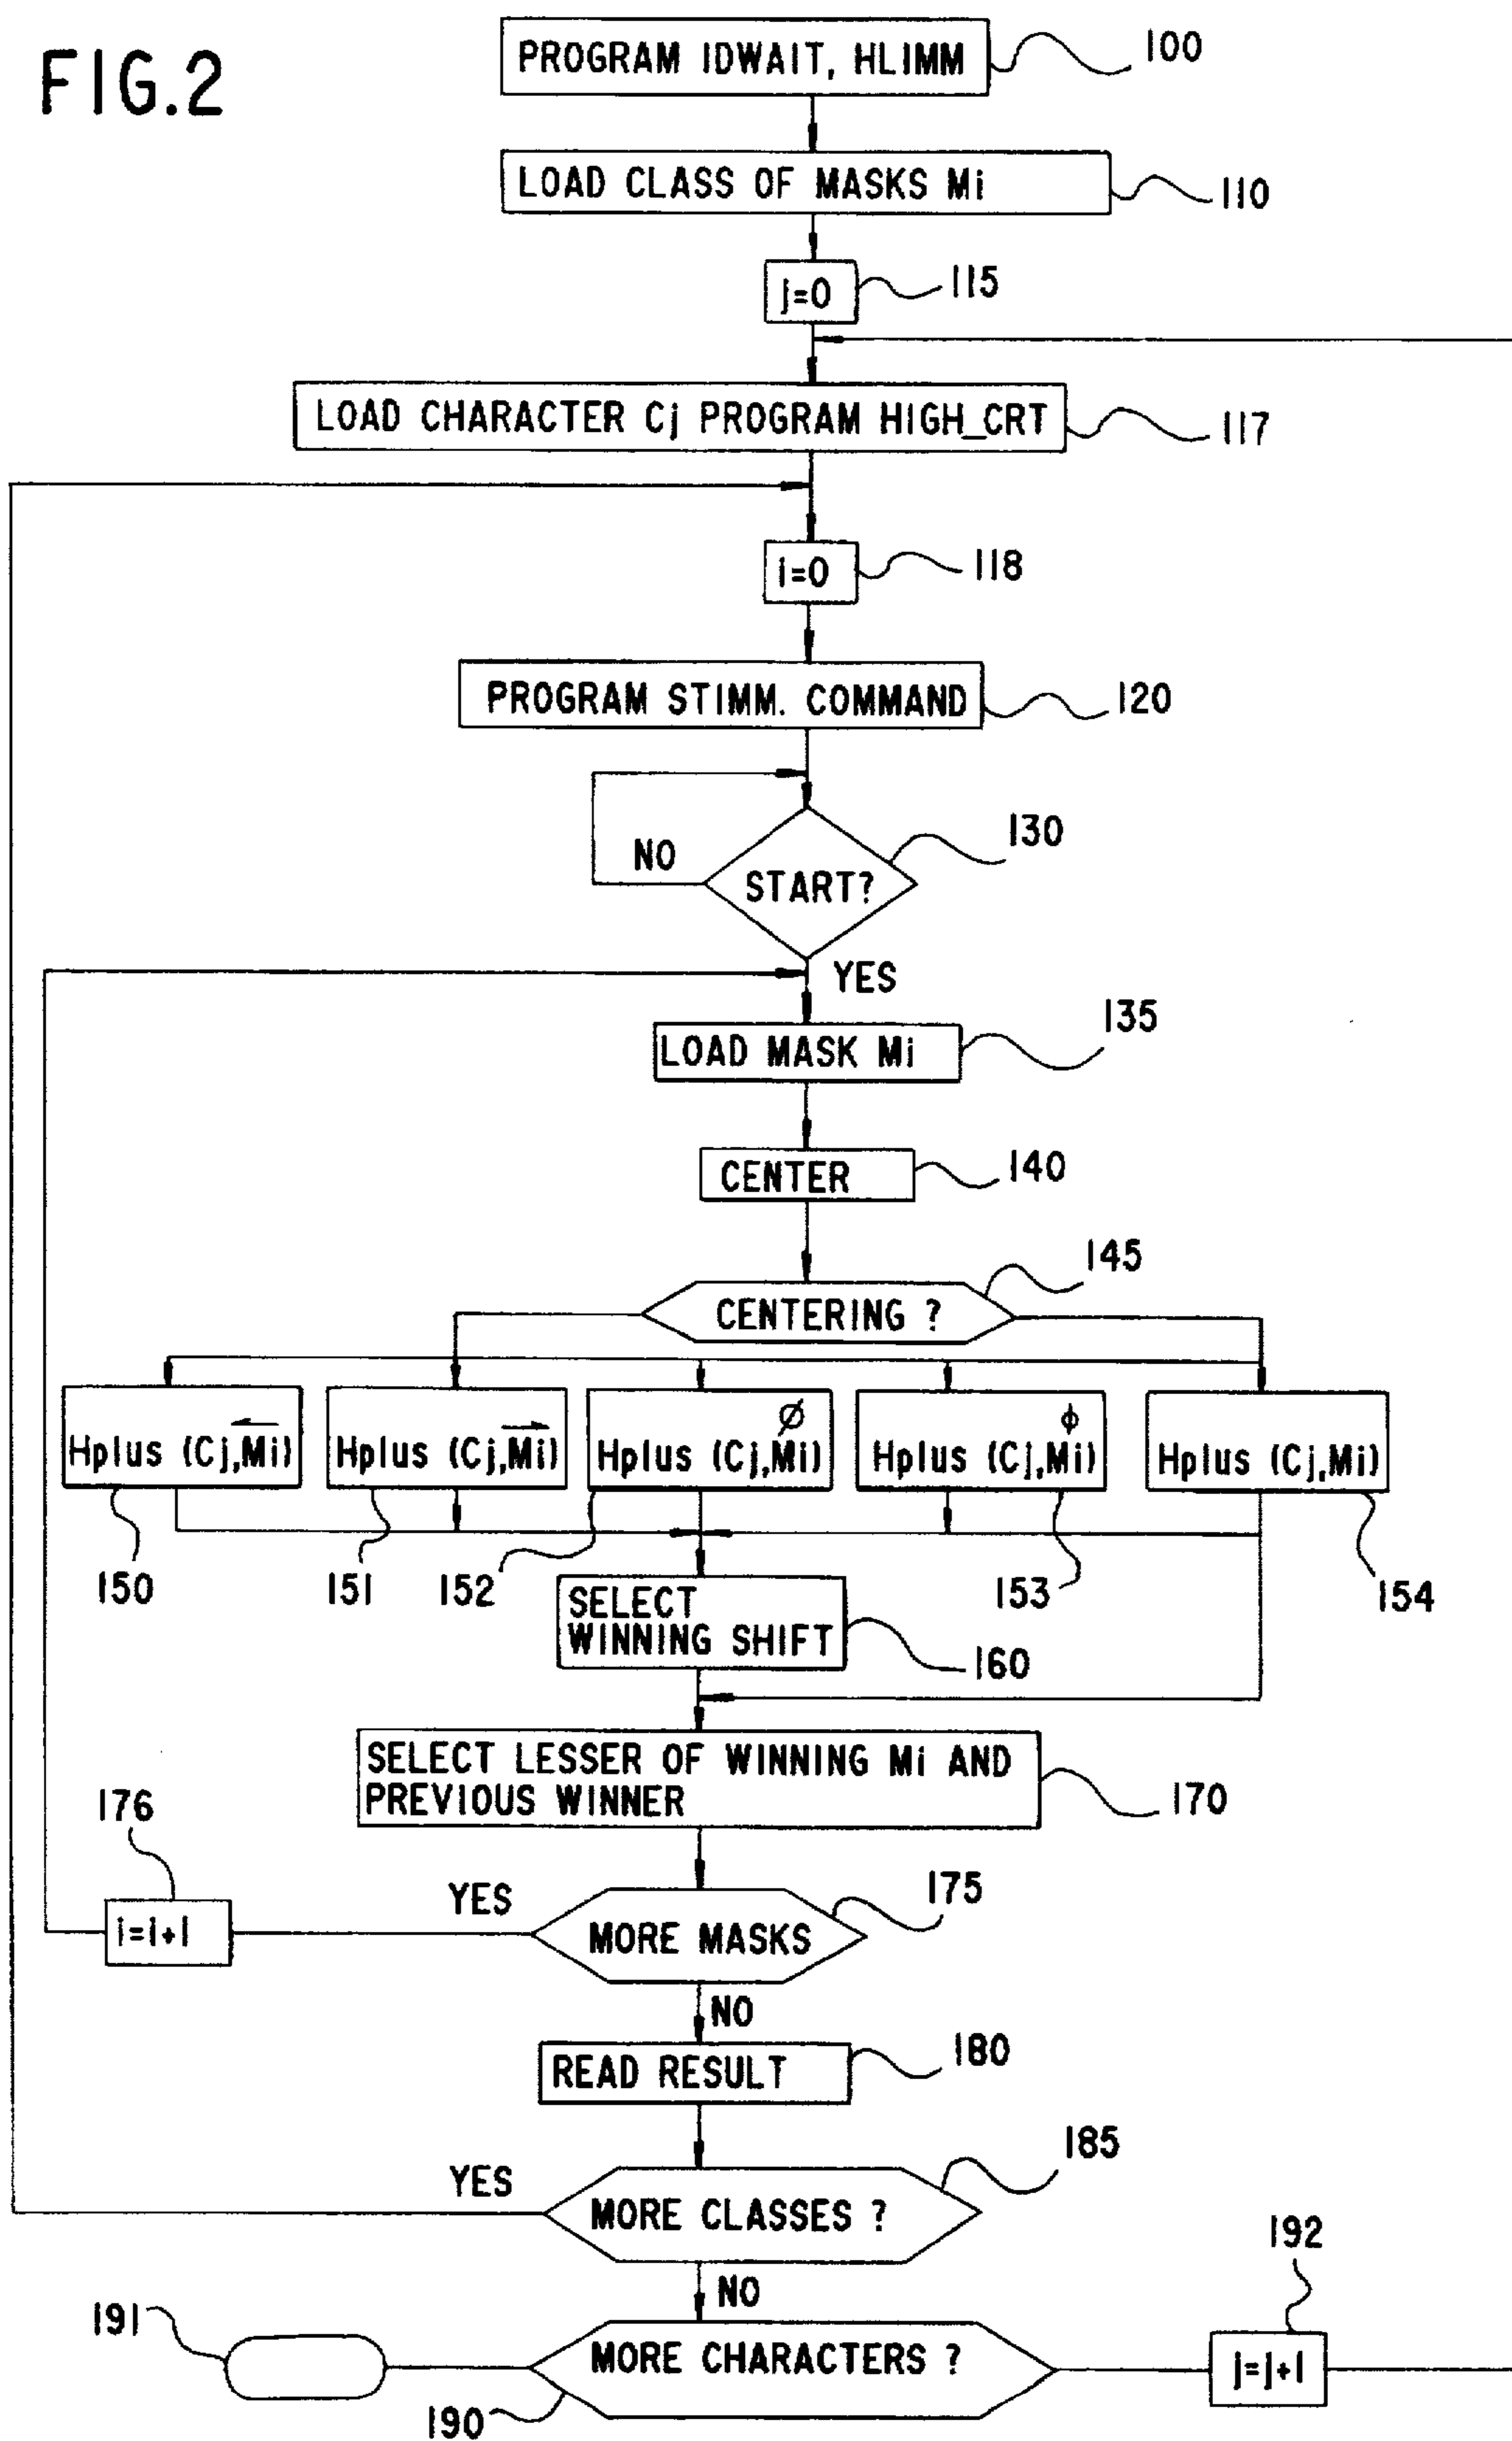 FIG.2
PROGRAM IDWAIT, HLIMM
100
LOAD CLASS OF MASKS Mi
110
j=0
115
LOAD CHARACTER Cj PROGRAM HIGH_CRT
117
i=0
118
PROGRAM STIMM. COMMAND
120
130
NO
START?
YES
135
LOAD MASK Mi
CENTER
140
145
CENTERING ?
Hplus (Cj,Mi)
Hplus (Cj,Mi)
Ø
Hplus (Cj,Mi)
ϕ
Hplus (Cj,Mi)
Hplus (Cj,Mi)
150
151
152
153
154
SELECT
WINNING SHIFT
160
SELECT LESSER OF WINNING Mi AND
PREVIOUS WINNER
170
176
175
YES
i=i+1
MORE MASKS
NO
READ RESULT
180
185
YES
MORE CLASSES ?
NO
192
191
MORE CHARACTERS ?
j=j+1
190